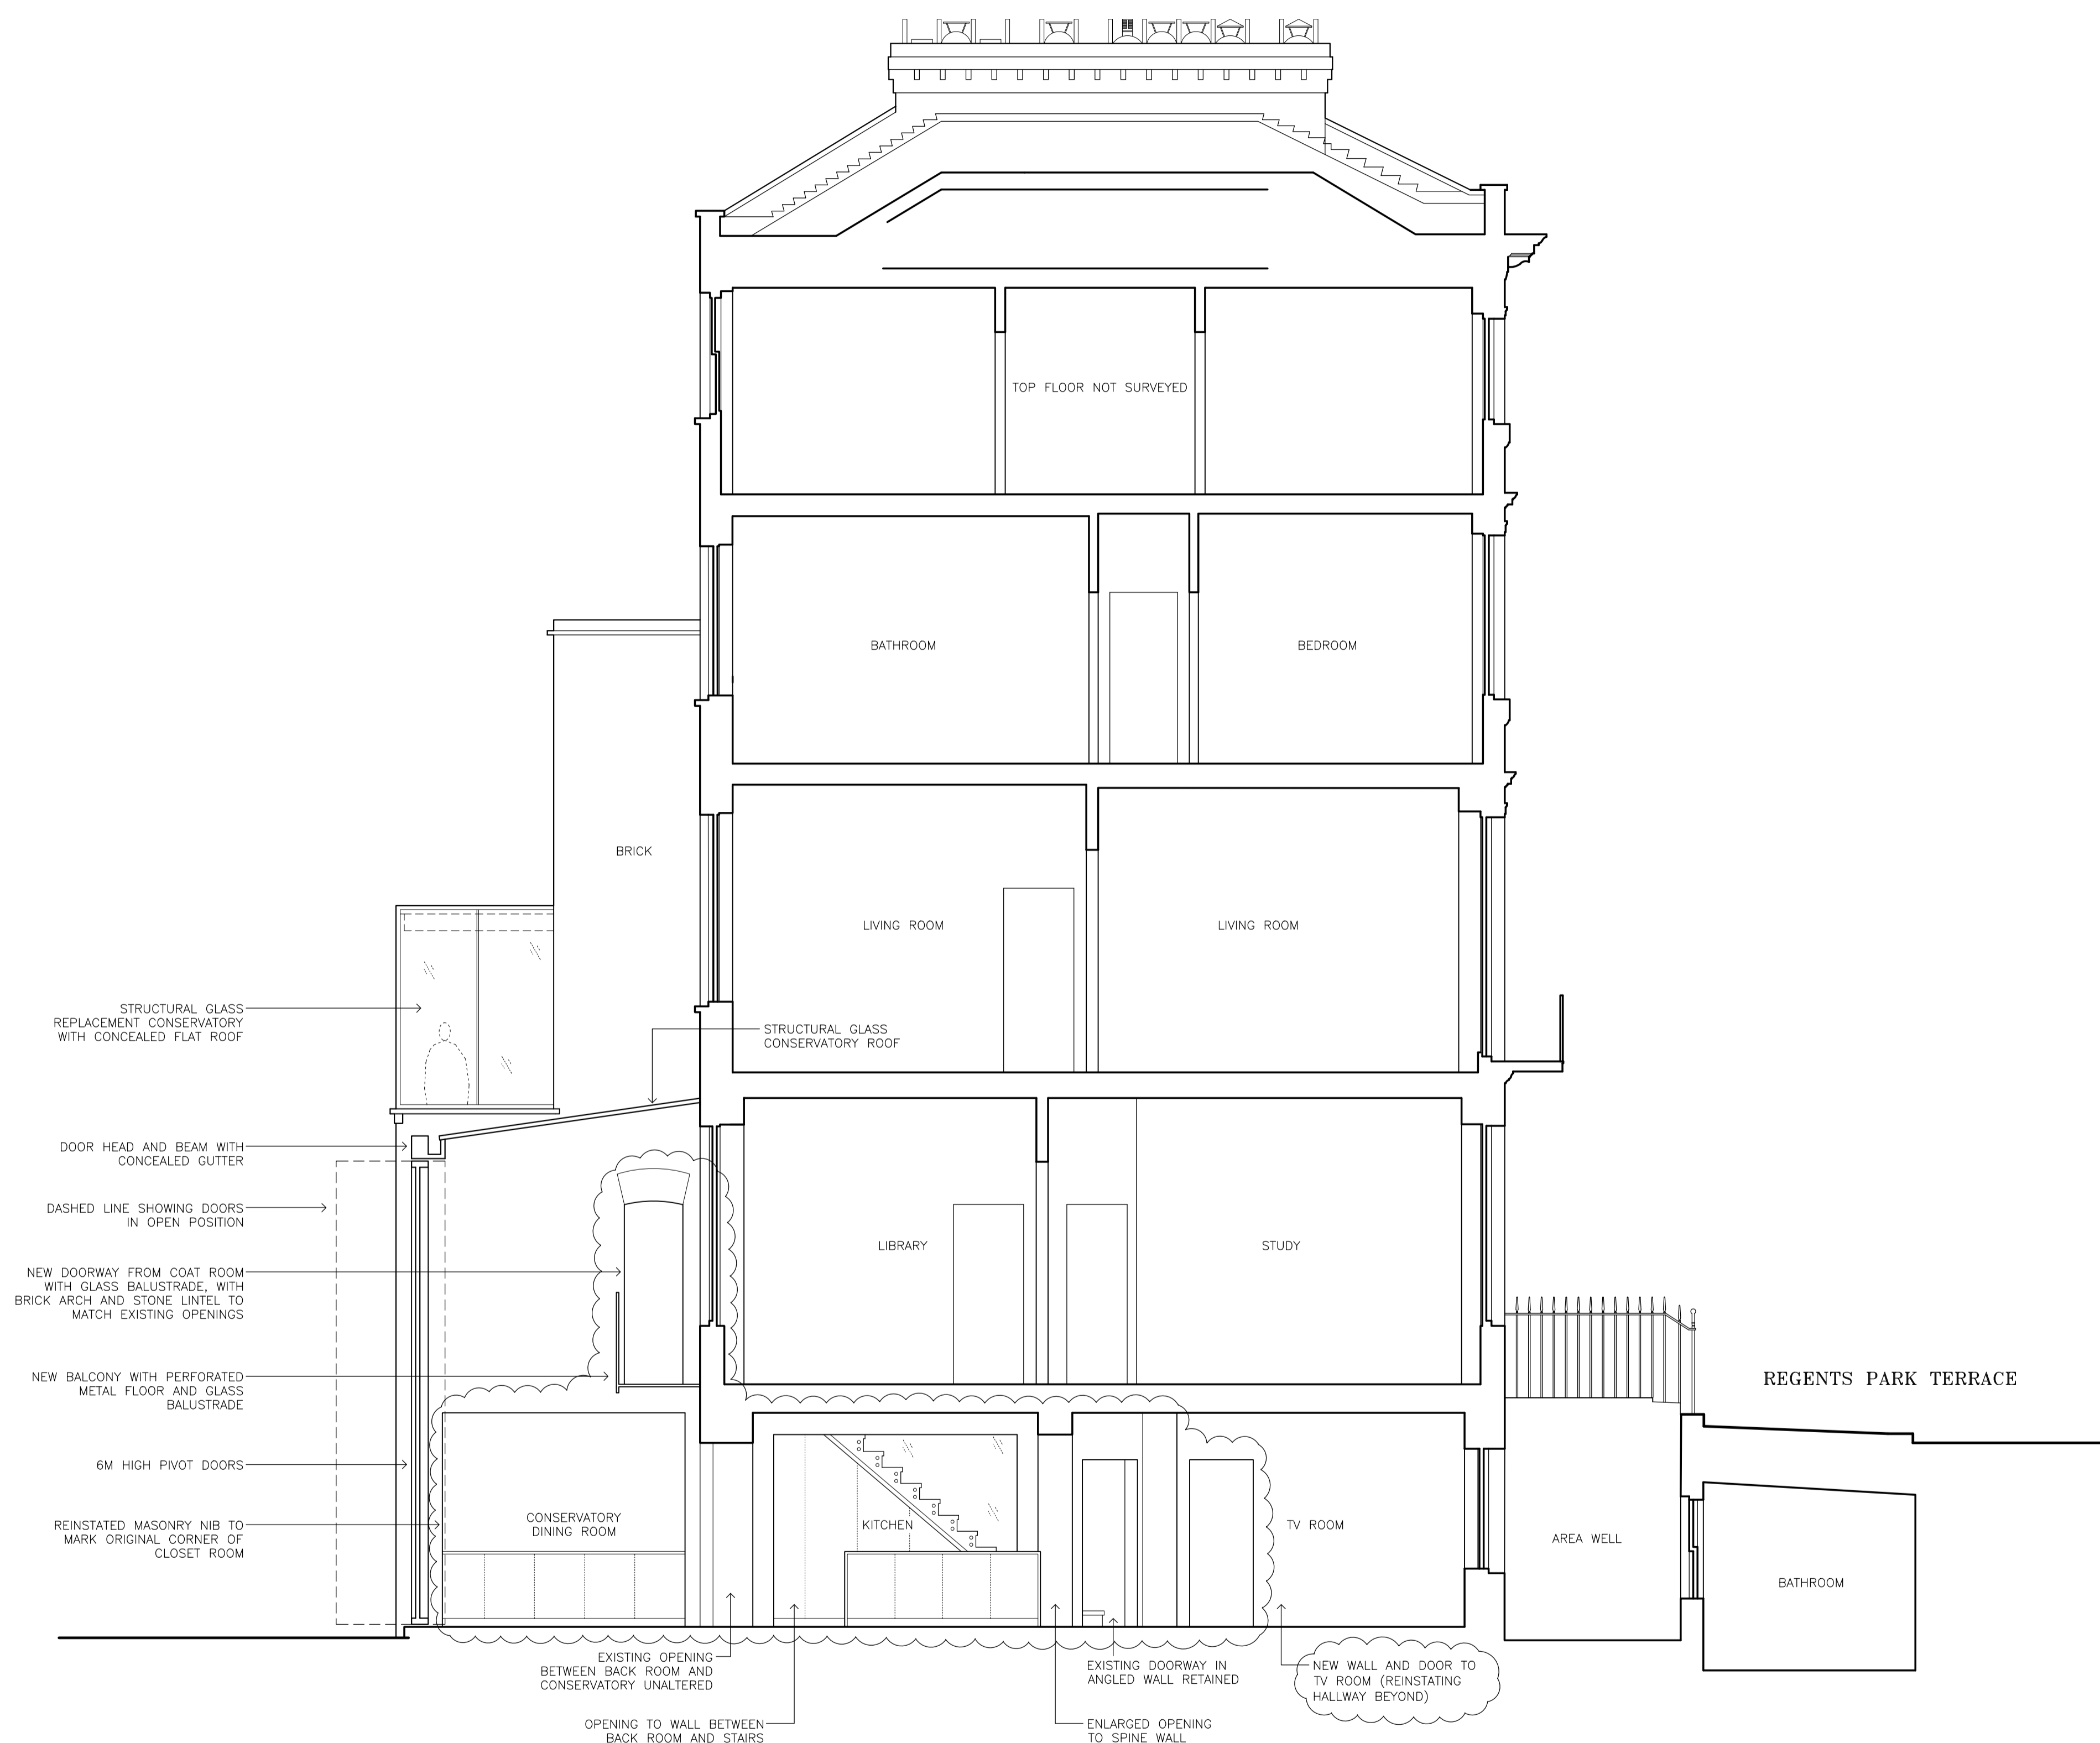 TOP FLOOR NOT SURVEYED
BATHROOM
BEDROOM
BRICK
LIVING ROOM
LIVING ROOM
STRUCTURAL GLASS
REPLACEMENT CONSERVATORY
WITH CONCEALED FLAT ROOF
STRUCTURAL GLASS
CONSERVATORY ROOF
DOOR HEAD AND BEAM WITH
CONCEALED GUTTER
DASHED LINE SHOWING DOORS
IN OPEN POSITION
LIBRARY
STUDY
NEW DOORWAY FROM COAT ROOM
WITH GLASS BALUSTRADE, WITH
BRICK ARCH AND STONE LINTEL TO
MATCH EXISTING OPENINGS
NEW BALCONY WITH PERFORATED
METAL FLOOR AND GLASS
BALUSTRADE
REGENTS PARK TERRACE
6M HIGH PIVOT DOORS
REINSTATED MASONRY NIB TO
MARK ORIGINAL CORNER OF
CLOSET ROOM
CONSERVATORY
DINING ROOM
KITCHEN
TV ROOM
AREA WELL
BATHROOM
EXISTING OPENING
BETWEEN BACK ROOM AND
CONSERVATORY UNALTERED
OPENING TO WALL BETWEEN
BACK ROOM AND STAIRS
EXISTING DOORWAY IN
ANGLED WALL RETAINED
ENLARGED OPENING
TO SPINE WALL
NEW WALL AND DOOR TO
TV ROOM (REINSTATING
HALLWAY BEYOND)